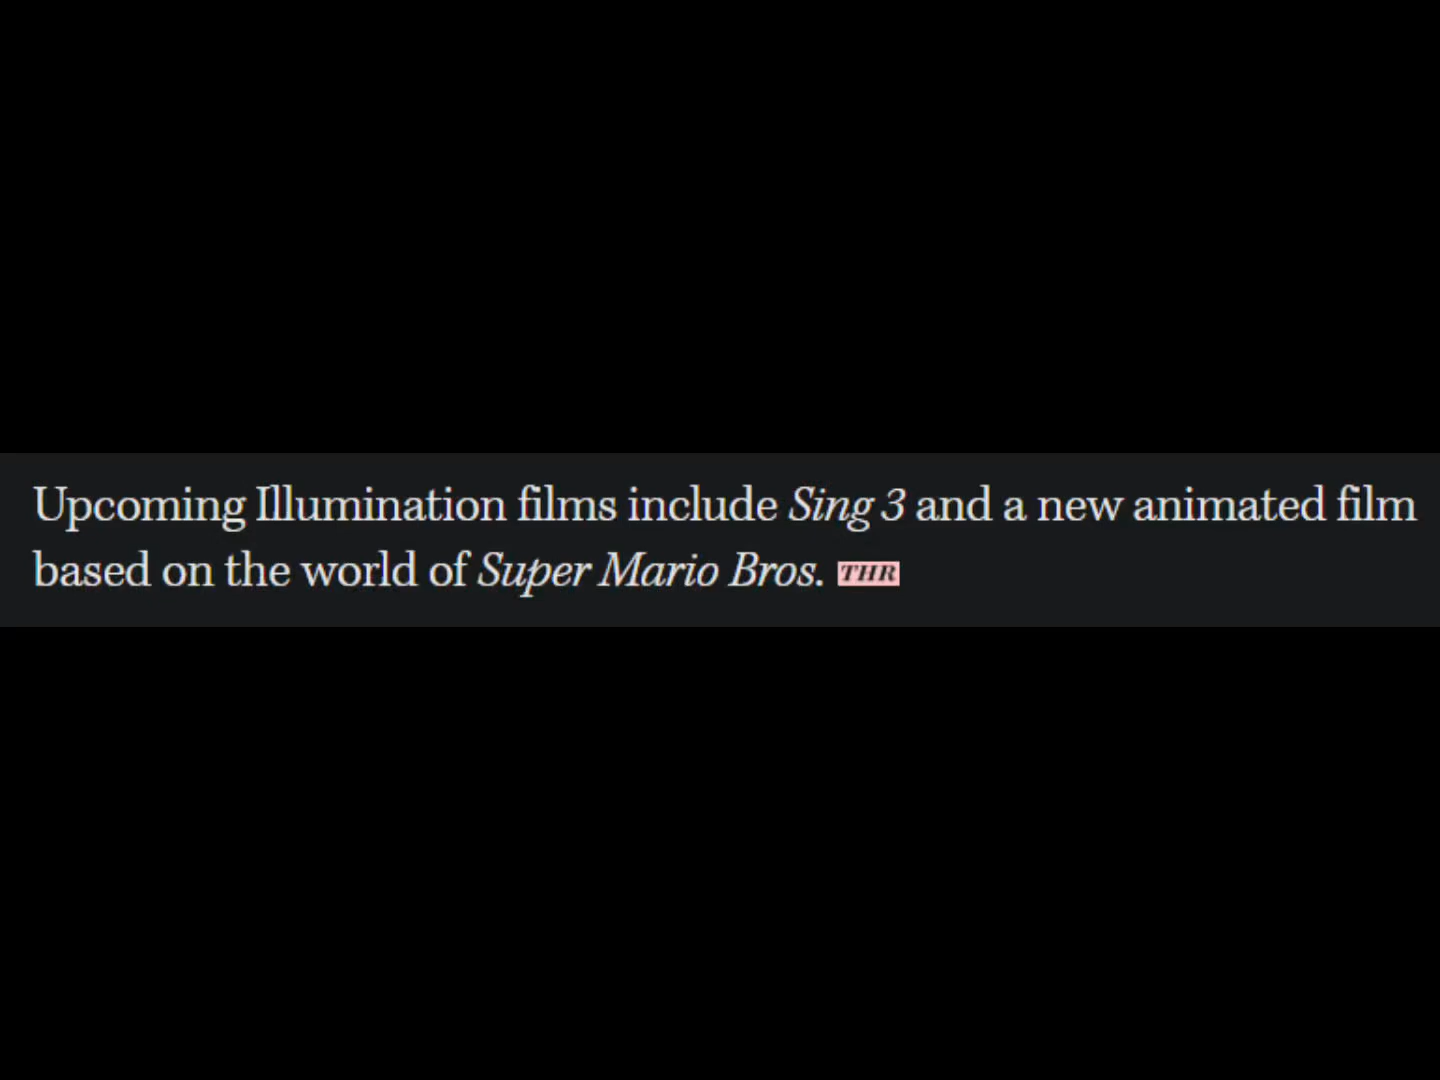 Upcoming Illumination films include Sing 3 and a new animated film
based on the world of Super Mario Bros. THR